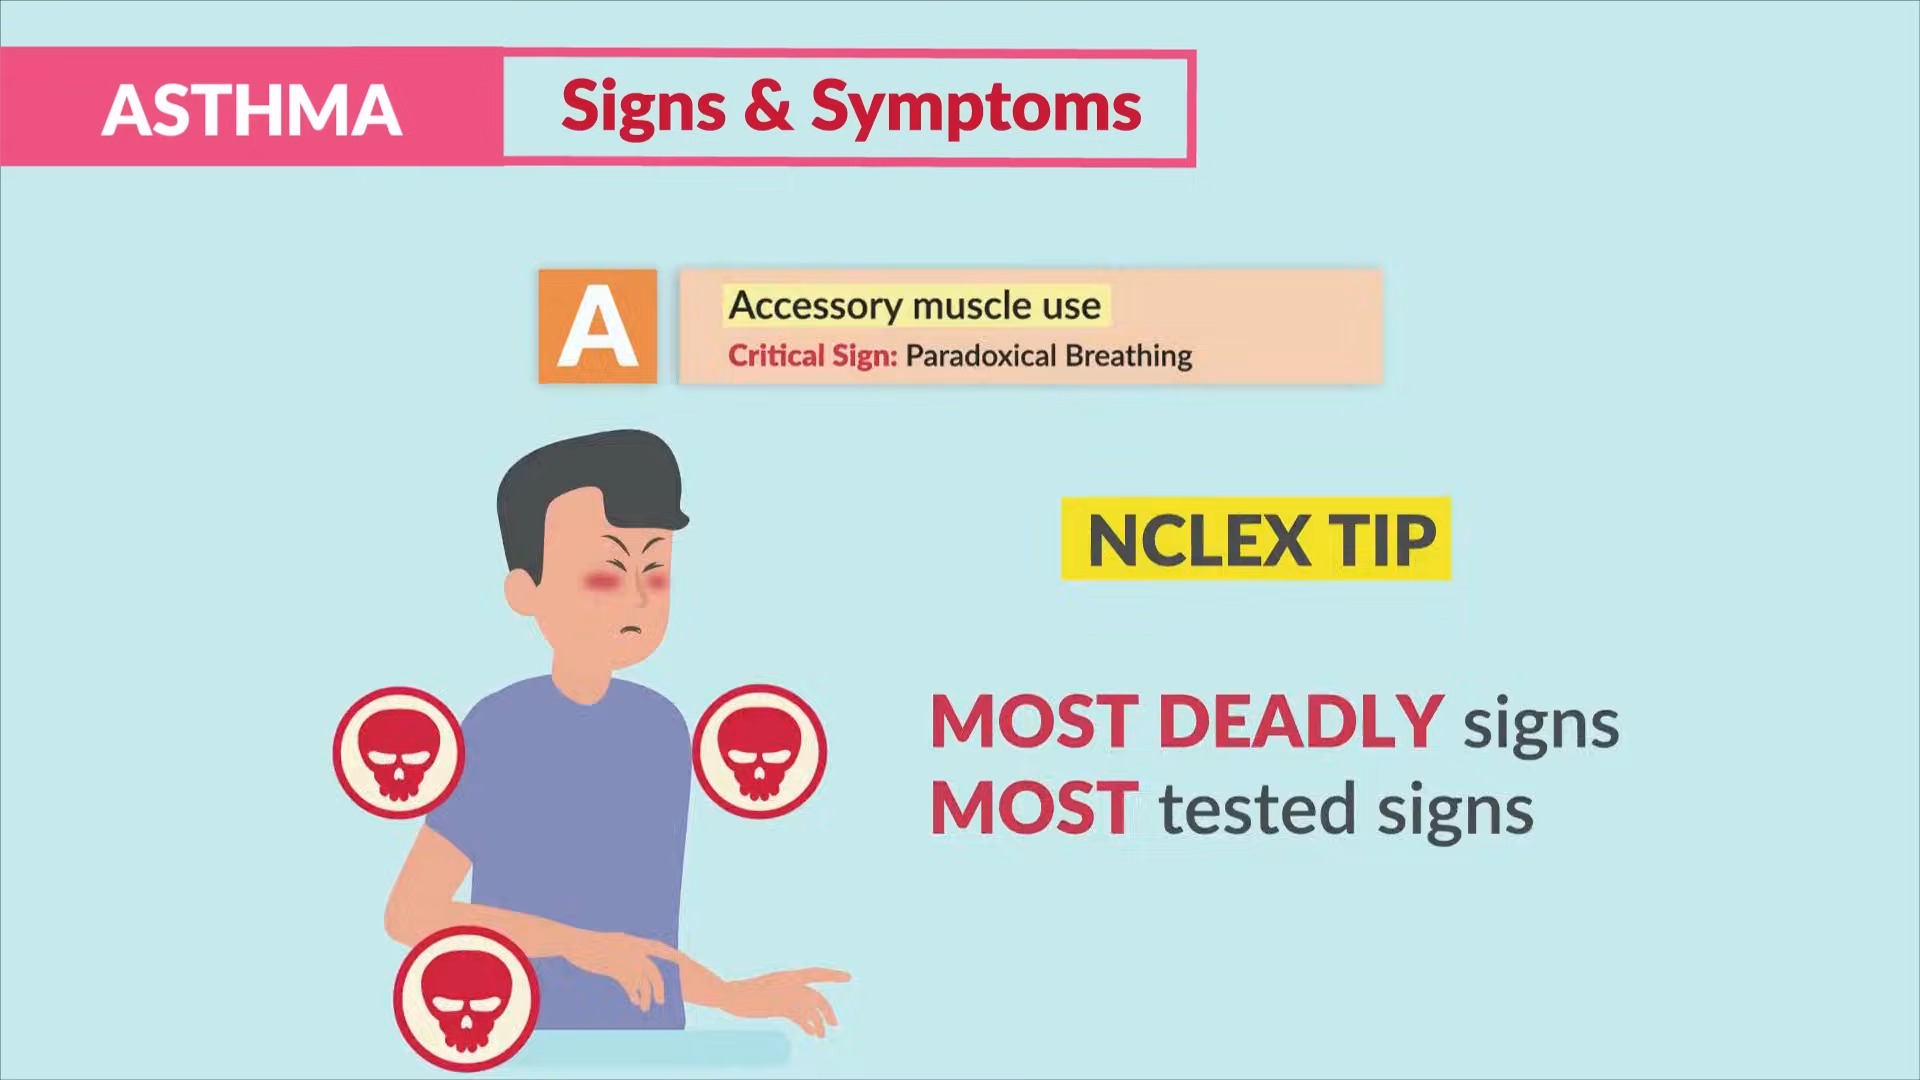 ASTHMA
Signs & Symptoms
A
Accessory muscle use
Critical Sign: Paradoxical Breathing
NCLEX TIP
MOST DEADLY signs
MOST tested signs